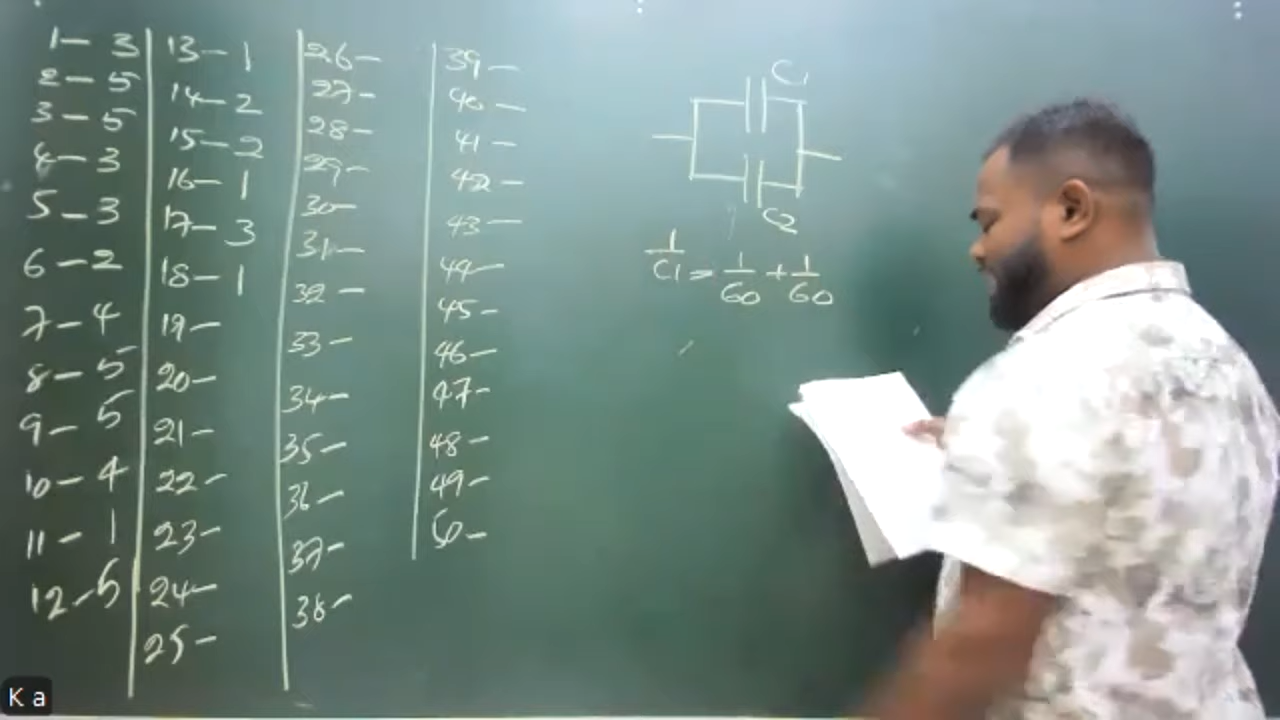 1 - 3
2 - 5
3 - 5
4 - 3
5 - 3
6 - 2
7 - 4
8 - 5
9 - 5
10 - 4
11 - 1
12 - 5
13 - 1
14 - 2
15 - 2
16 - 1
17 - 3
18 - 1
19 -
20 -
21 -
22 -
23 -
24 -
25 -
26 -
27 -
28 -
29 -
30 -
31 -
32 -
33 -
34 -
35 -
36 -
37 -
38 -
39 -
40 -
41 -
42 -
43 -
44 -
45 -
46 -
47 -
48 -
49 -
50 -
C1
C2
1/C1 = 1/60 + 1/60
K a